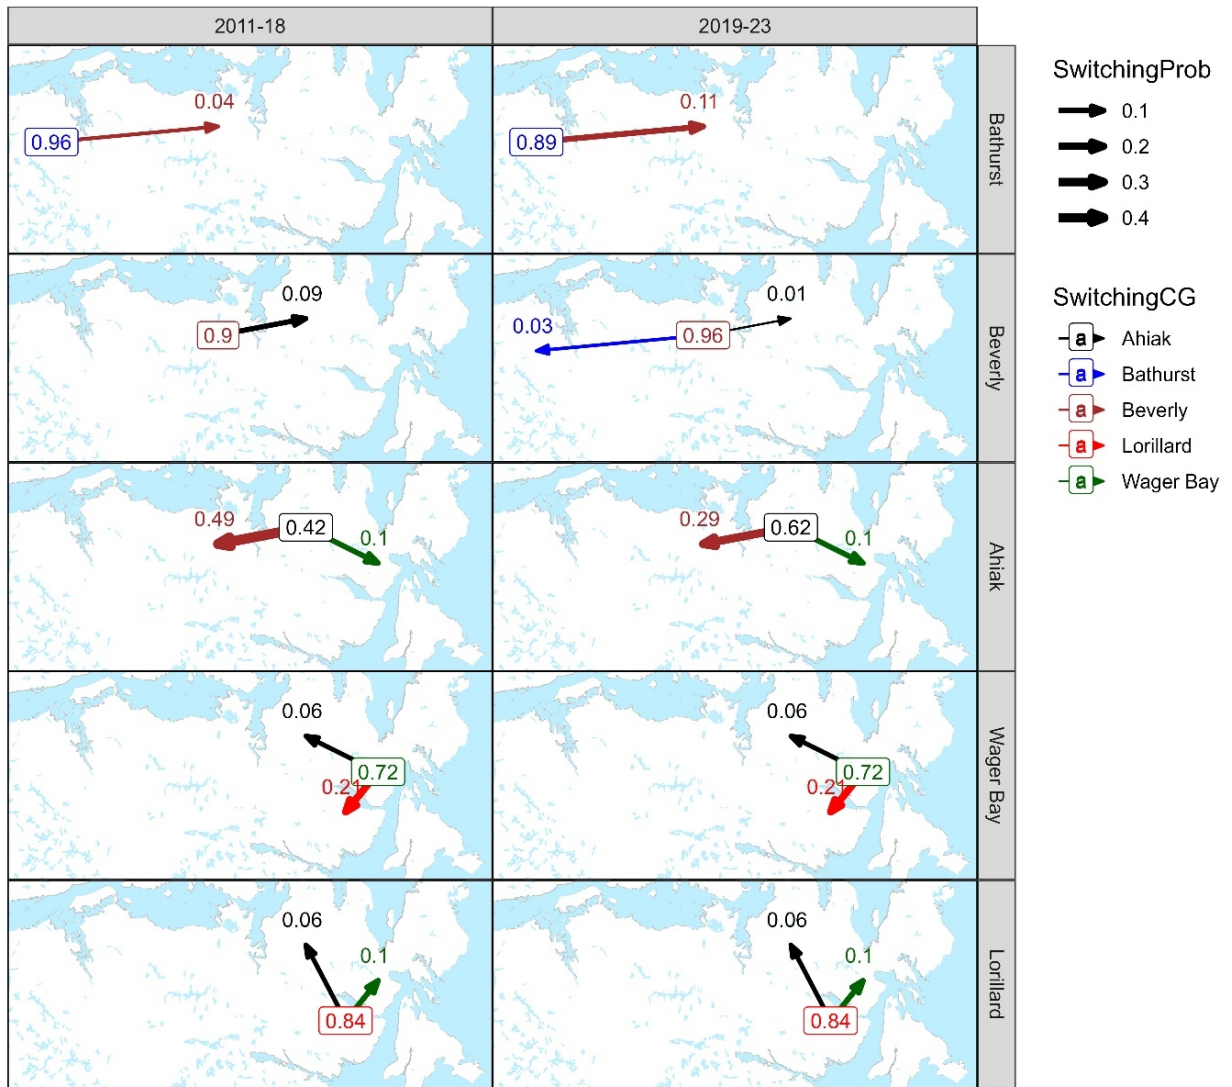 2011-18
2019-23
0.96
0.04
0.89
0.11
Bathurst
0.9
0.09
0.03
0.96
0.01
Beverly
0.49
0.42
0.1
0.29
0.62
0.1
Ahiak
0.06
0.72
0.21
0.06
0.72
0.21
Wager Bay
0.06
0.1
0.84
0.06
0.1
0.84
Lorillard
SwitchingProb
0.1
0.2
0.3
0.4
SwitchingCG
a Ahiak
a Bathurst
a Beverly
a Lorillard
a Wager Bay